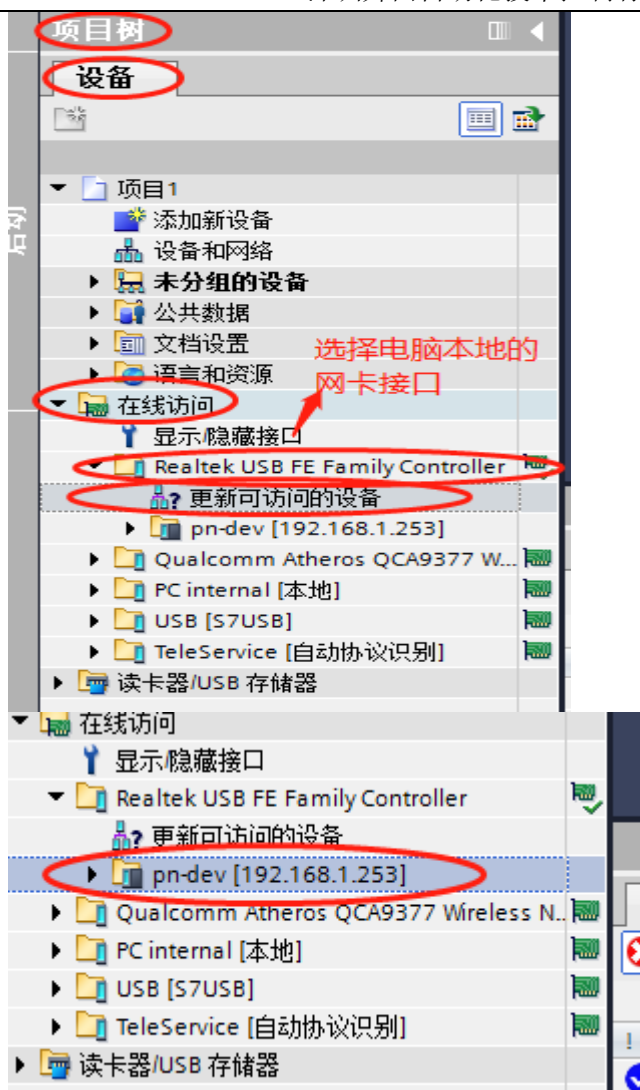 项目树
设备
启动
项目1
添加新设备
设备和网络
未分组的设备
公共数据
文档设置
选择电脑本地的
语言和资源
网卡接口
在线访问
显示/隐藏接口
Realtek USB FE Family Controller
更新可访问的设备
pn-dev [192.168.1.253]
Qualcomm Atheros QCA9377 W...
PC internal [本地]
USB [S7USB]
TeleService [自动协议识别]
读卡器/USB 存储器
在线访问
显示/隐藏接口
Realtek USB FE Family Controller
更新可访问的设备
pn-dev [192.168.1.253]
Qualcomm Atheros QCA9377 Wireless N..
PC internal [本地]
USB [S7USB]
TeleService [自动协议识别]
读卡器/USB 存储器